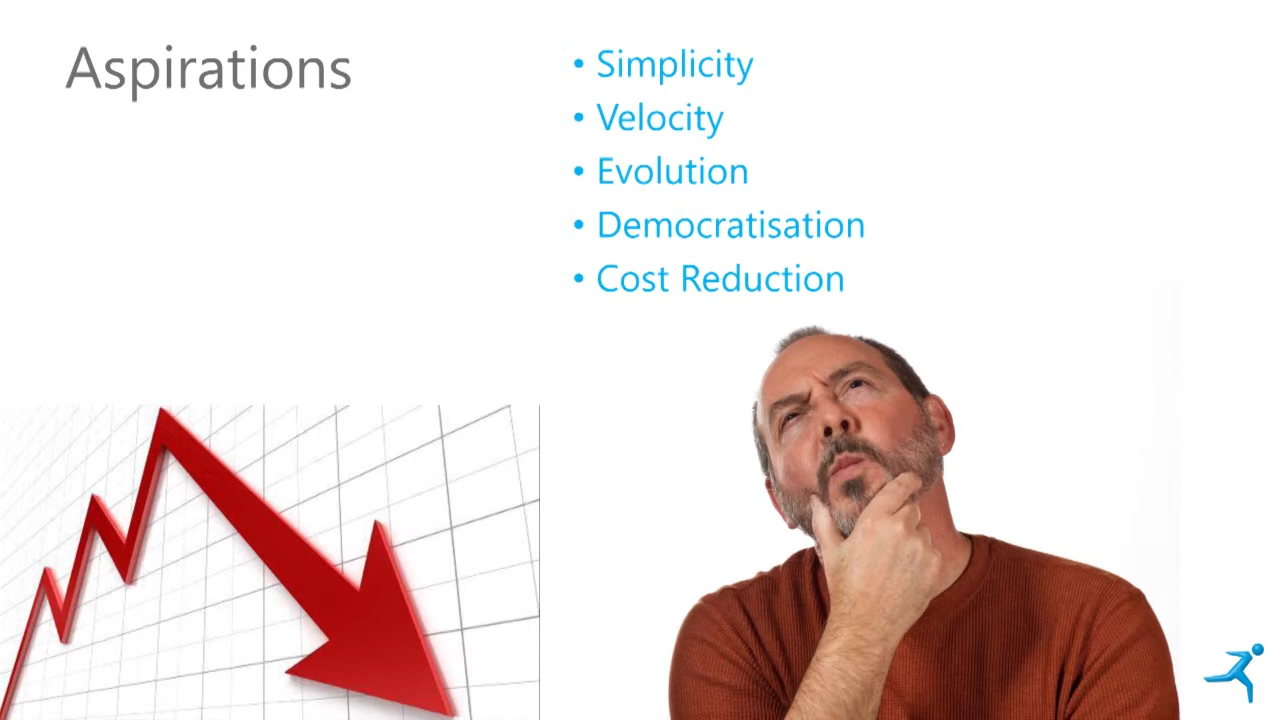 Aspirations
• Simplicity
• Velocity
• Evolution
• Democratisation
• Cost Reduction